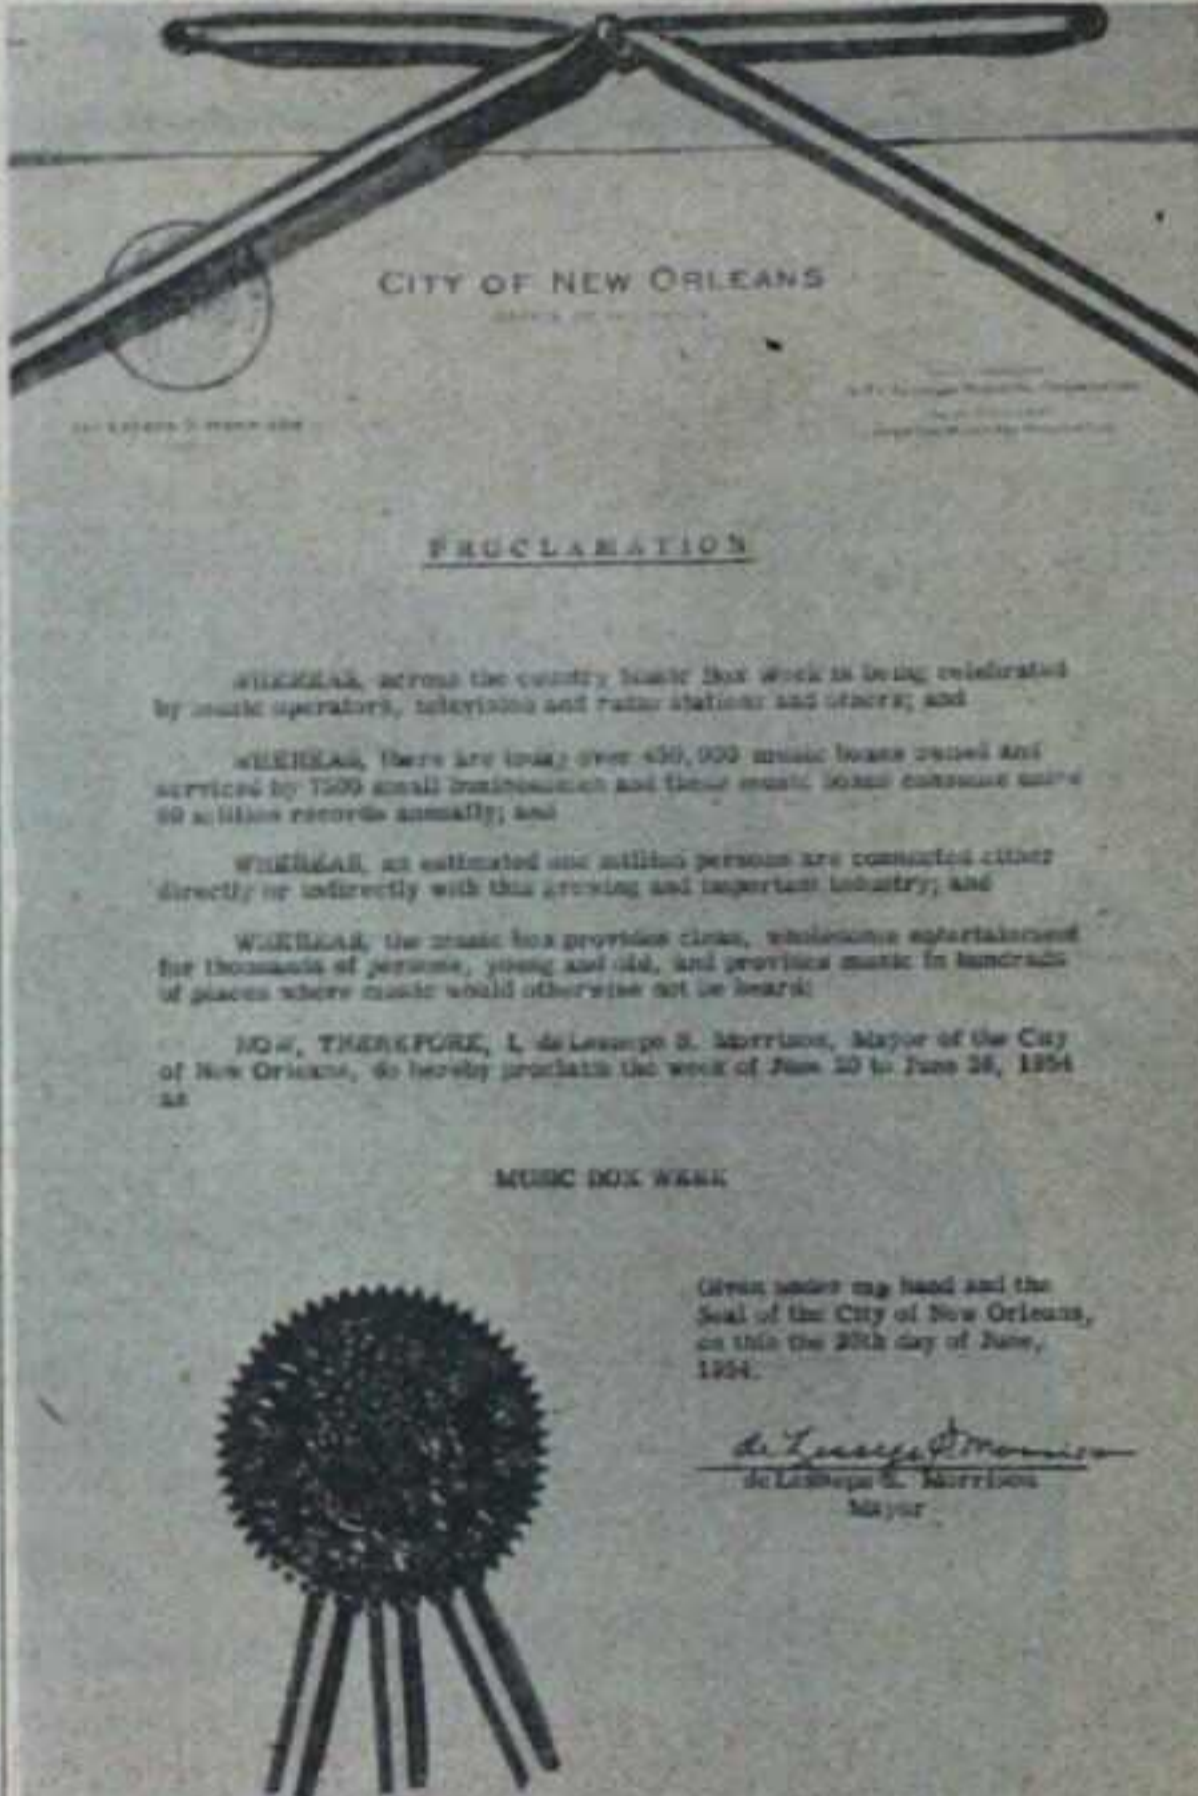 CITY OF NEW ORLEANS
PROCLAMATION
WHEREAS, across the country Music Box Week is being celebrated
by music operators, television and radio stations and others; and
WHEREAS, there are today over 450,000 music boxes owned and
serviced by 7500 small businessmen and these music boxes consume
million records annually; and
WHEREAS, an estimated one million persons are connected either
directly or indirectly with this growing and important industry; and
WHEREAS, the music box provides clean, wholesome entertainment
for thousands of persons, young and old, and provides music in hundreds
of places where music would otherwise not be heard;
NOW, THEREFORE, I, deLesseps S. Morrison, Mayor of the City
of New Orleans, do hereby proclaim the week of June 20 to June 26, 1954
as
MUSIC BOX WEEK
Given under my hand and the
Seal of the City of New Orleans,
on this the 20th day of June,
1954.
deLesseps S. Morrison
deLesseps S. Morrison
Mayor